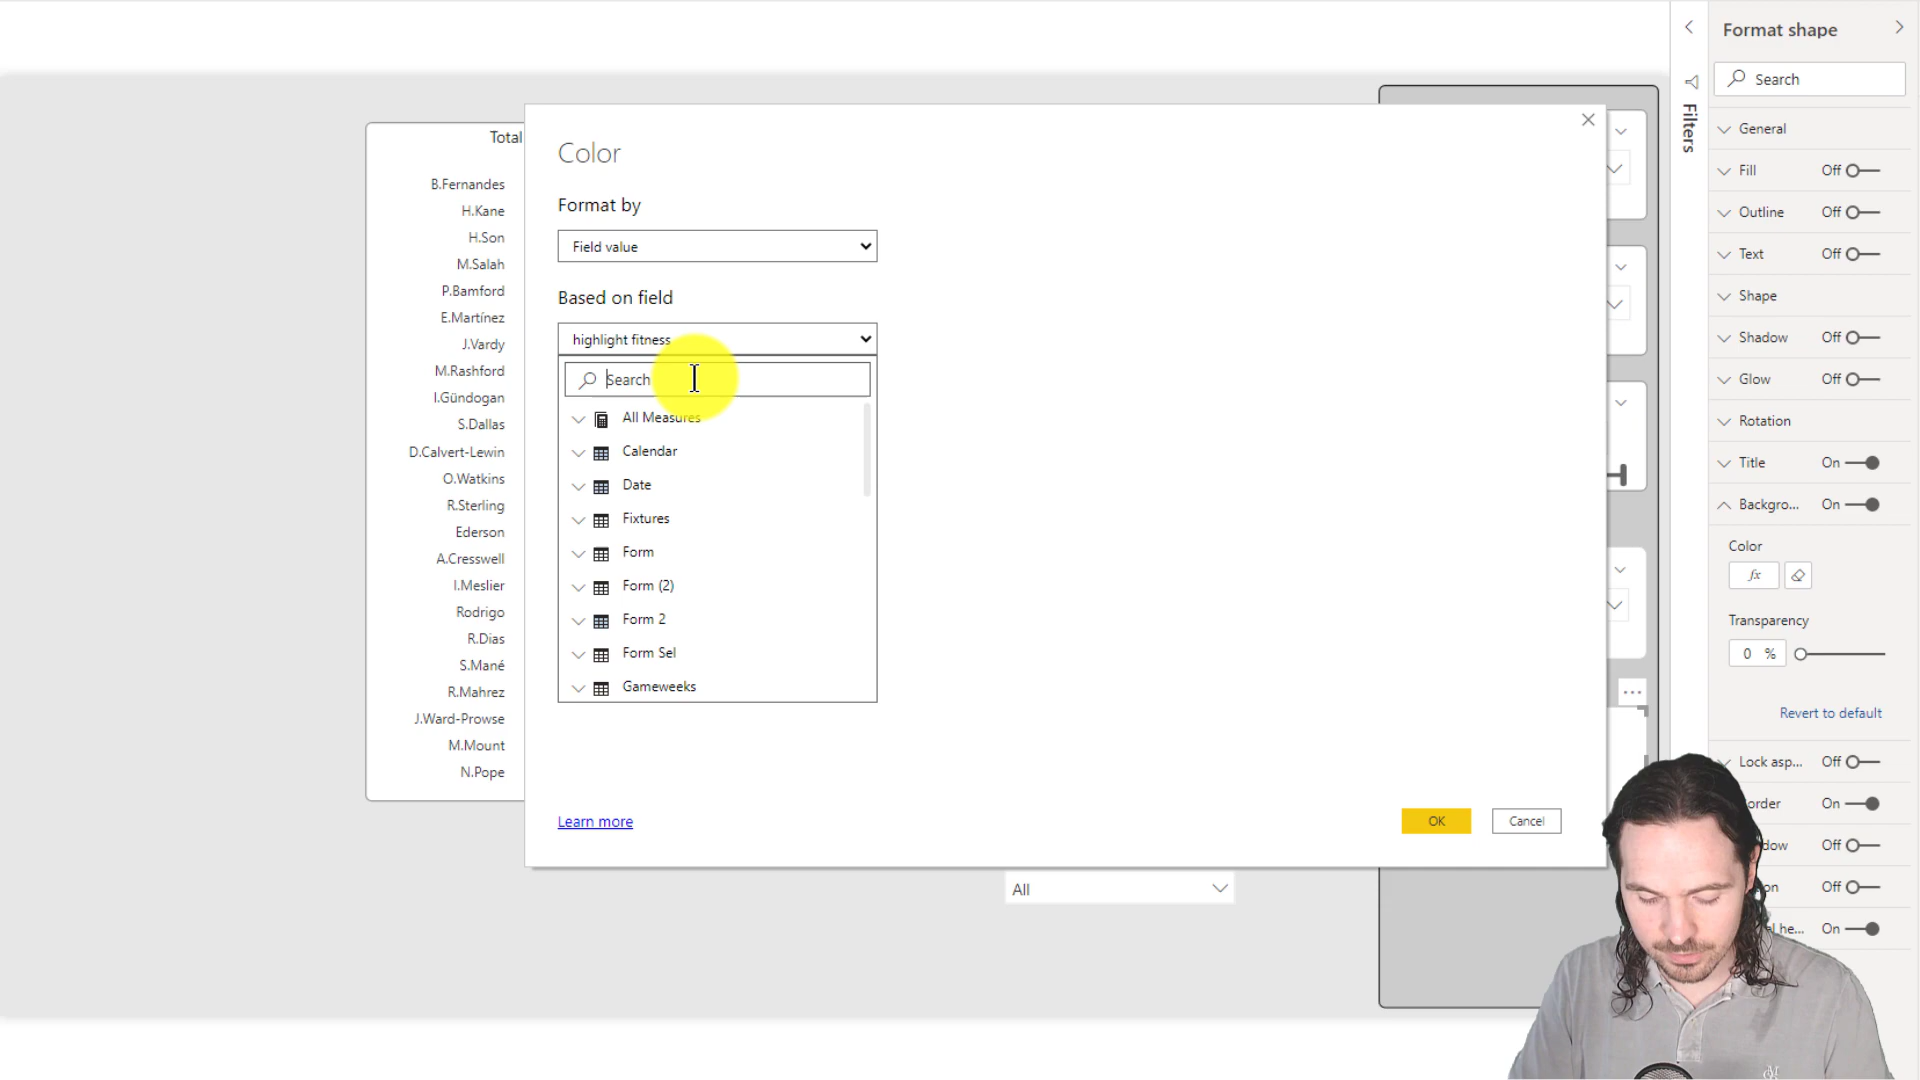 Format shape
Search
Filters
General
Fill Off
Outline Off
Text Off
Shape
Shadow Off
Glow Off
Rotation
Title On
Backgro... On
Color
fx
Transparency
0 %
Revert to default
Lock asp... Off
order On
dow Off
on Off
he... On
Total
B.Fernandes
H.Kane
H.Son
M.Salah
P.Bamford
E.Martínez
J.Vardy
M.Rashford
I.Gündogan
S.Dallas
D.Calvert-Lewin
O.Watkins
R.Sterling
Ederson
A.Cresswell
I.Meslier
Rodrigo
R.Dias
S.Mané
R.Mahrez
J.Ward-Prowse
M.Mount
N.Pope
Color
Format by
Field value
Based on field
highlight fitness
Search
All Measures
Calendar
Date
Fixtures
Form
Form (2)
Form 2
Form Sel
Gameweeks
Learn more
OK
Cancel
All